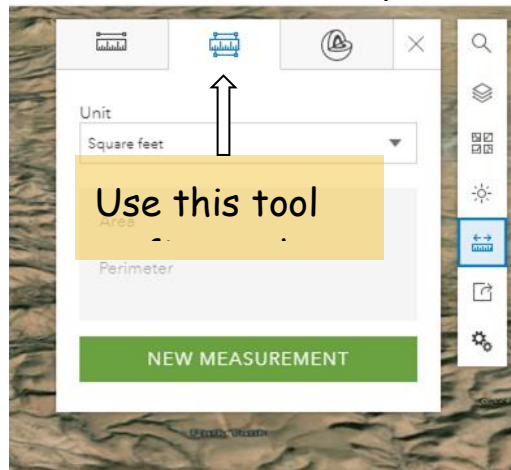 Unit
Square feet
Use this tool
Area
Perimeter
NEW MEASUREMENT